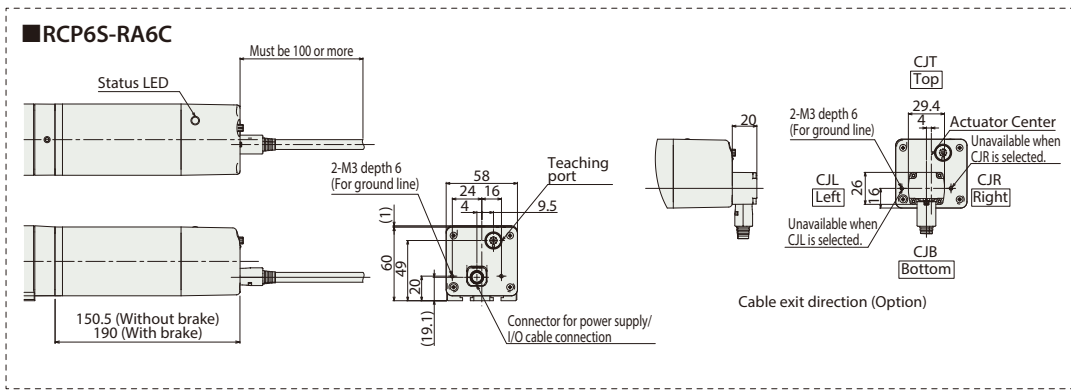 ■RCP6S-RA6C
Must be 100 or more
Status LED
150.5 (Without brake)
190 (With brake)
2-M3 depth 6
(For ground line)
58
24
16
4
9.5
Teaching
port
(1)
60
49
20
(19.1)
Connector for power supply/
I/O cable connection
20
CJT
Top
29.4
4
2-M3 depth 6
(For ground line)
Actuator Center
Unavailable when
CJR is selected.
CJL
Left
26
16
CJR
Right
Unavailable when
CJL is selected.
CJB
Bottom
Cable exit direction (Option)